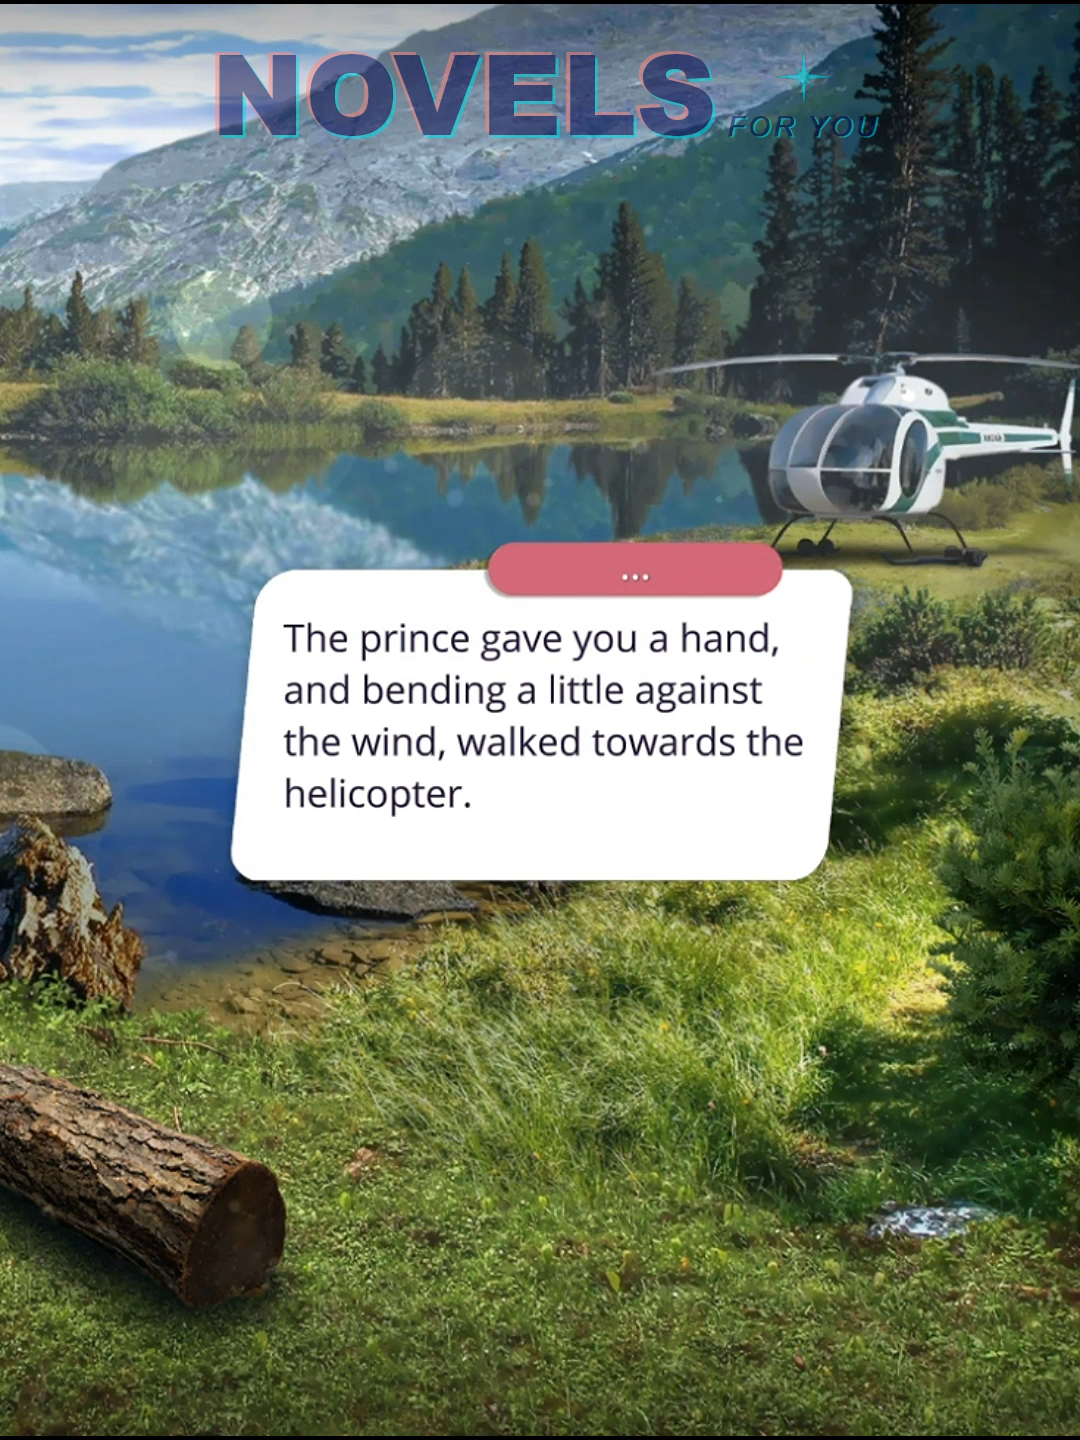 NOVELS
FOR YOU
...
The prince gave you a hand,
and bending a little against
the wind, walked towards the
helicopter.